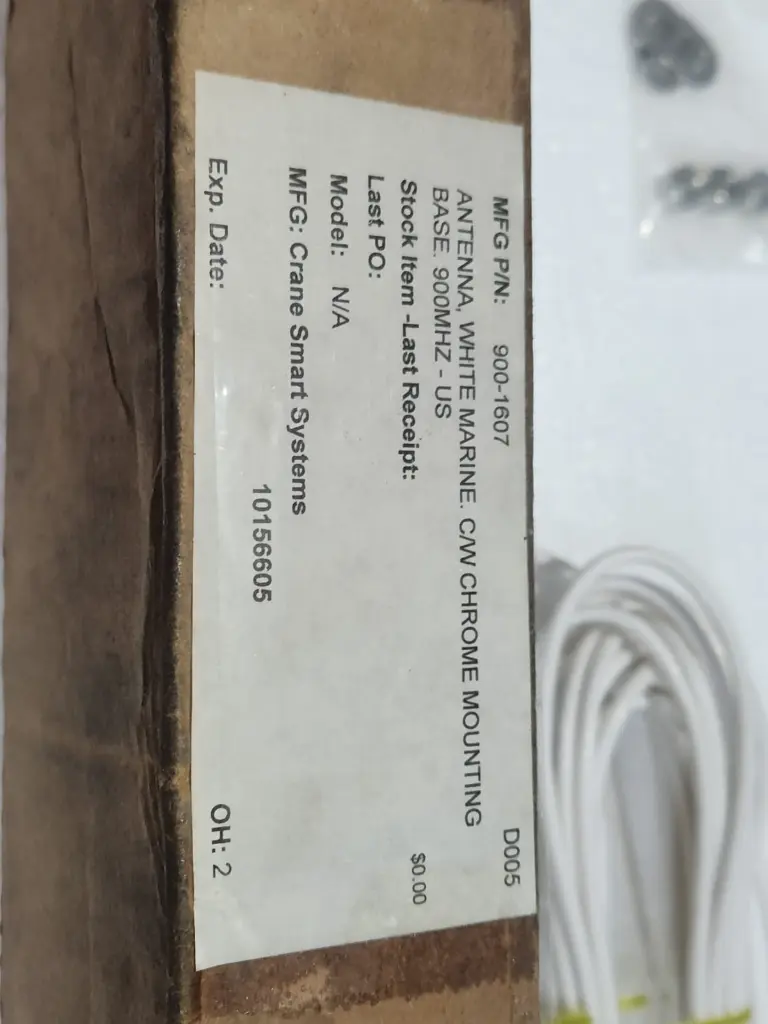 MFG P/N: 900-1607 D005
ANTENNA, WHITE MARINE. C/W CHROME MOUNTING
BASE. 900MHZ - US
Stock Item -Last Receipt: $0.00
Last PO:
Model: N/A
MFG: Crane Smart Systems
10156605
Exp. Date: OH: 2